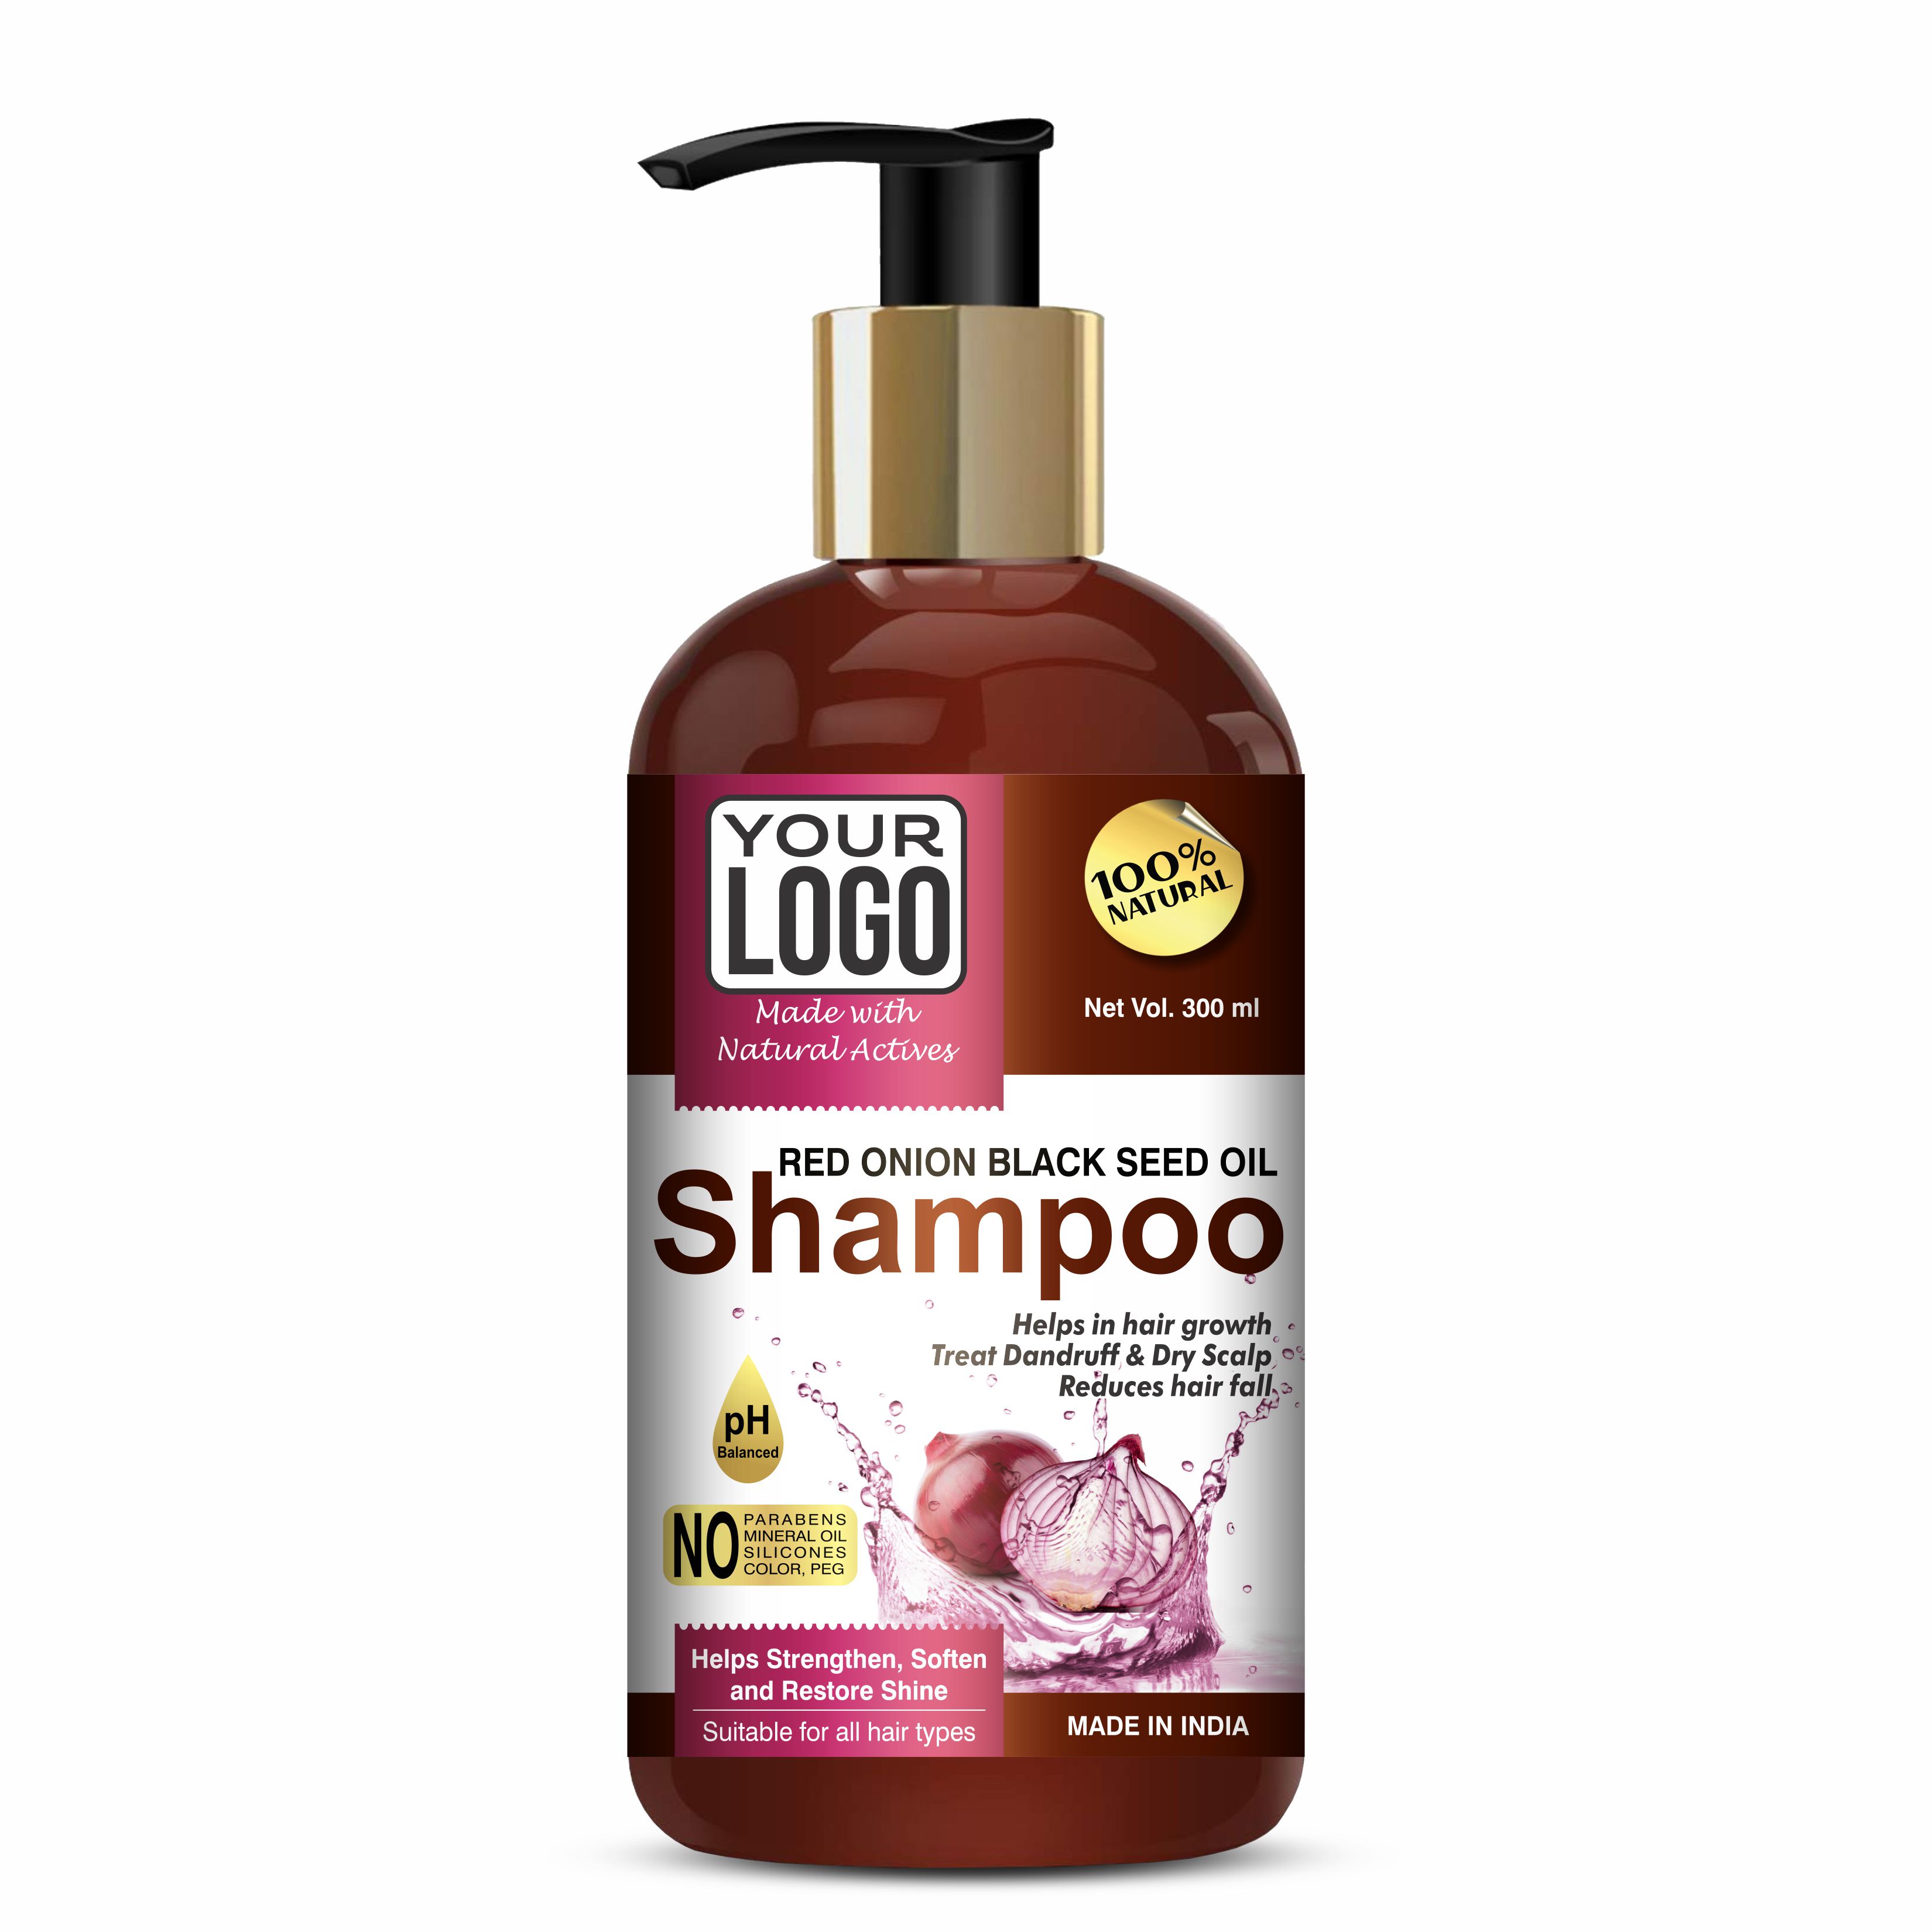 YOUR
LOGO
Made with
Natural Actives
100%
NATURAL
Net Vol. 300 ml
RED ONION BLACK SEED OIL
Shampoo
Helps in hair growth
Treat Dandruff & Dry Scalp
Reduces hair fall
pH
Balanced
NO
PARABENS
MINERAL OIL
SILICONES
COLOR, PEG
Helps Strengthen, Soften
and Restore Shine
Suitable for all hair types
MADE IN INDIA